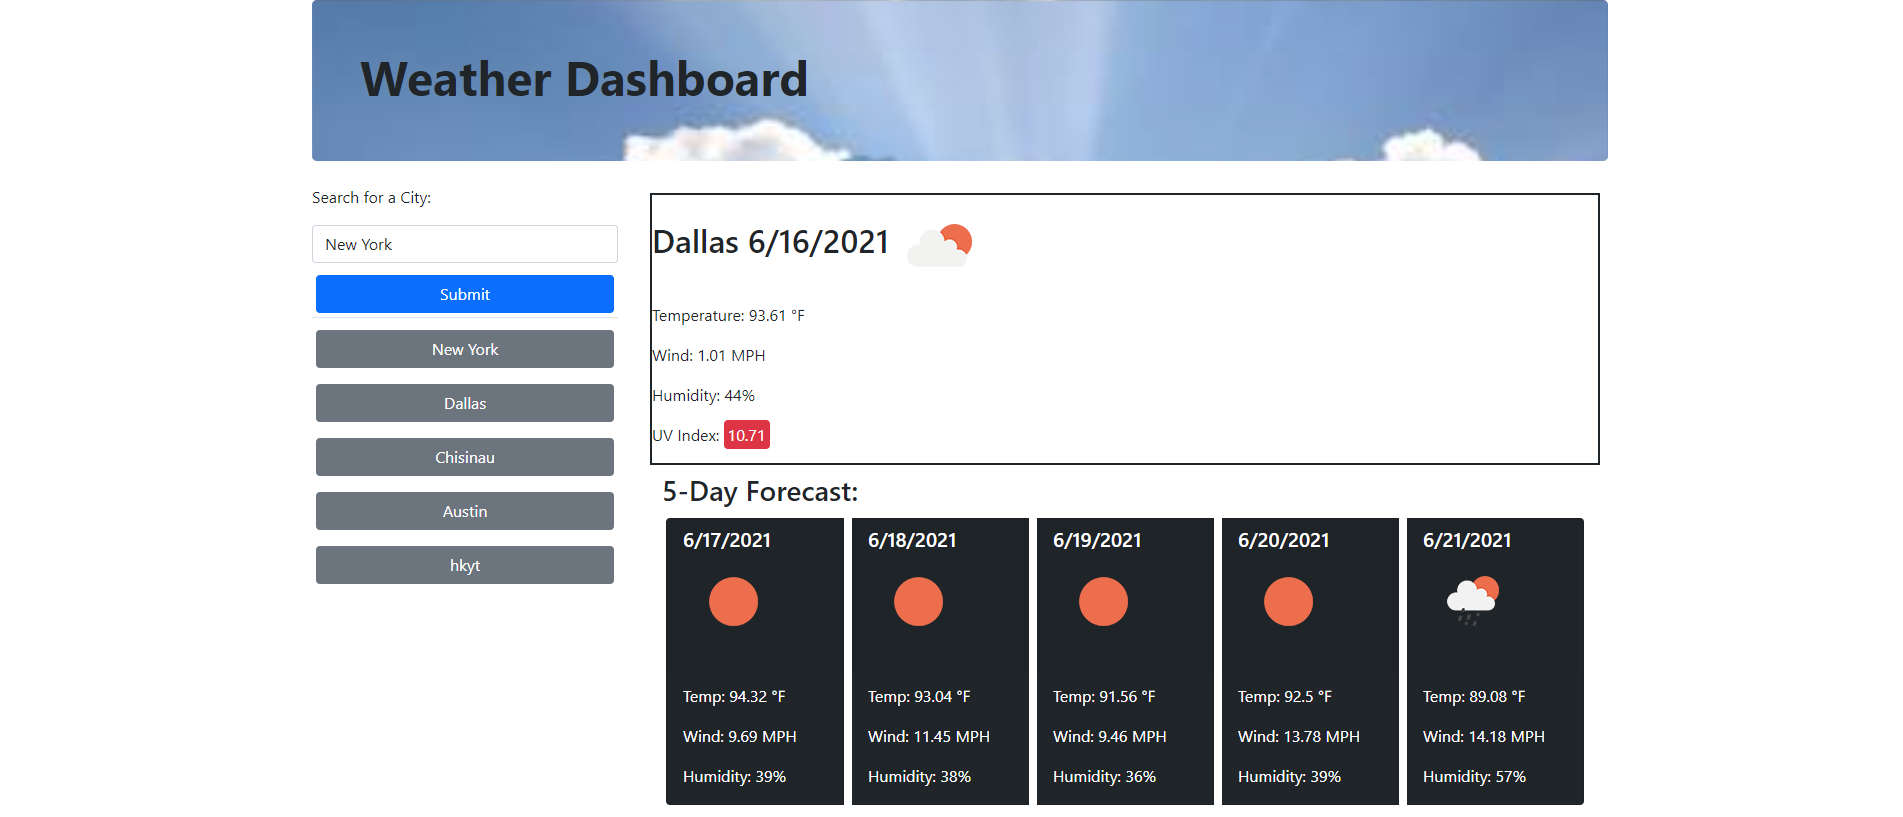 Weather Dashboard
Search for a City:
New York
Submit
New York
Dallas
Chisinau
Austin
hkyt
Dallas 6/16/2021
Temperature: 93.61 °F
Wind: 1.01 MPH
Humidity: 44%
UV Index: 10.71
5-Day Forecast:
6/17/2021
Temp: 94.32 °F
Wind: 9.69 MPH
Humidity: 39%
6/18/2021
Temp: 93.04 °F
Wind: 11.45 MPH
Humidity: 38%
6/19/2021
Temp: 91.56 °F
Wind: 9.46 MPH
Humidity: 36%
6/20/2021
Temp: 92.5 °F
Wind: 13.78 MPH
Humidity: 39%
6/21/2021
Temp: 89.08 °F
Wind: 14.18 MPH
Humidity: 57%